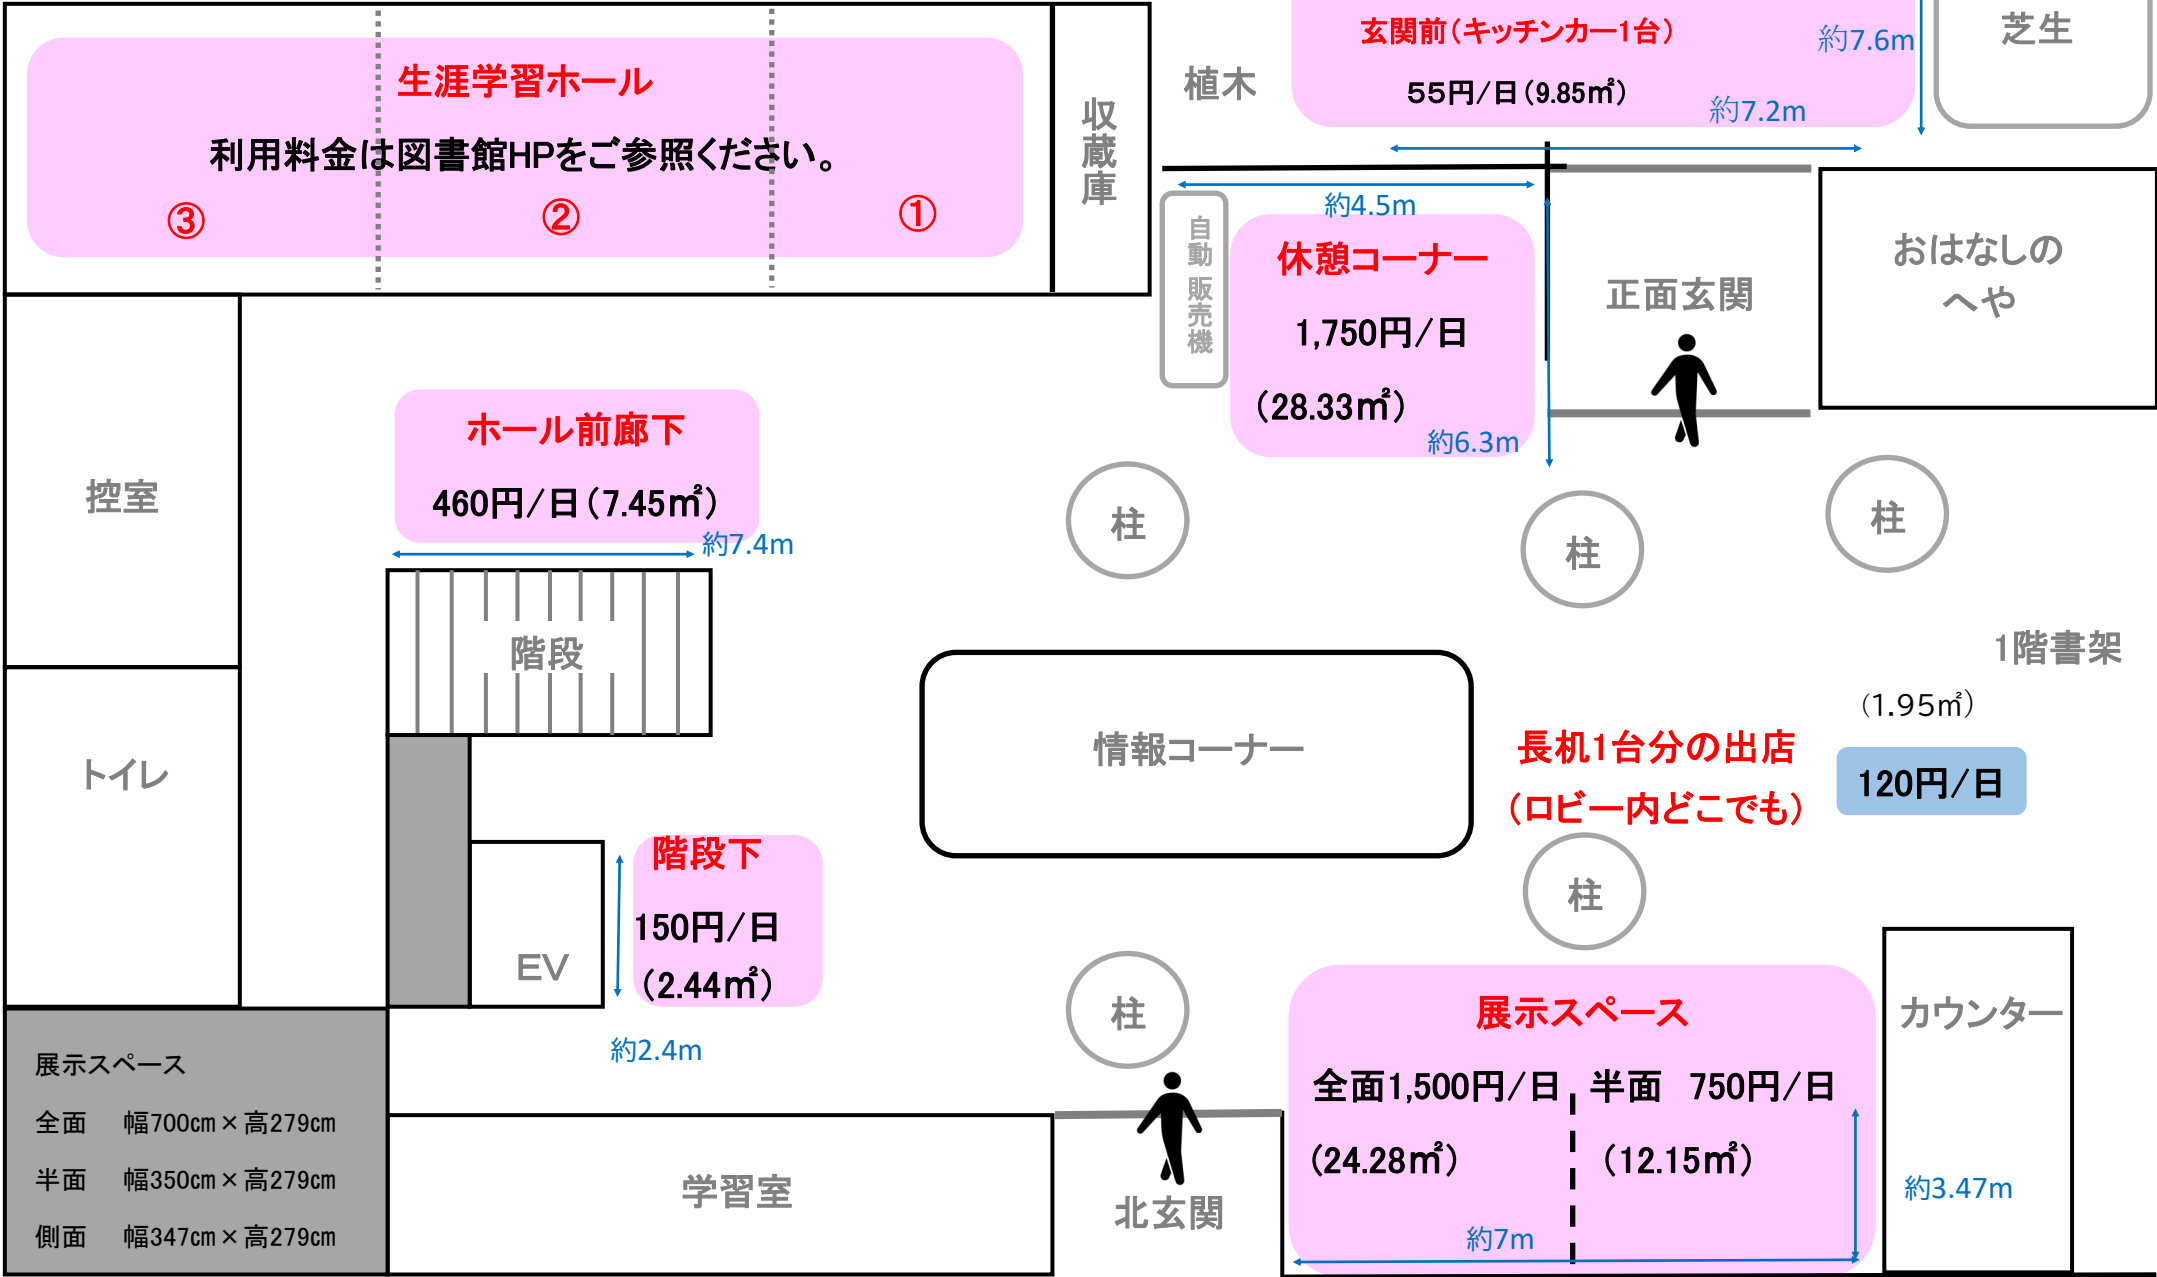 生涯学習ホール
利用料金は図書館HPをご参照ください。
③
②
①
収蔵庫
植木
玄関前(キッチンカー1台)
55円/日(9.85㎡)
約7.6m
約7.2m
芝生
約4.5m
自動販売機
休憩コーナー
1,750円/日
(28.33㎡)
約6.3m
正面玄関
おはなしの
へや
控室
ホール前廊下
460円/日(7.45㎡)
約7.4m
柱
柱
柱
階段
1階書架
トイレ
情報コーナー
長机1台分の出店
(ロビー内どこでも)
(1.95㎡)
120円/日
階段下
150円/日
(2.44㎡)
EV
約2.4m
柱
柱
展示スペース
全面1,500円/日
半面 750円/日
(24.28㎡)
(12.15㎡)
約7m
カウンター
約3.47m
展示スペース
全面 幅700cm×高279cm
半面 幅350cm×高279cm
側面 幅347cm×高279cm
学習室
北玄関